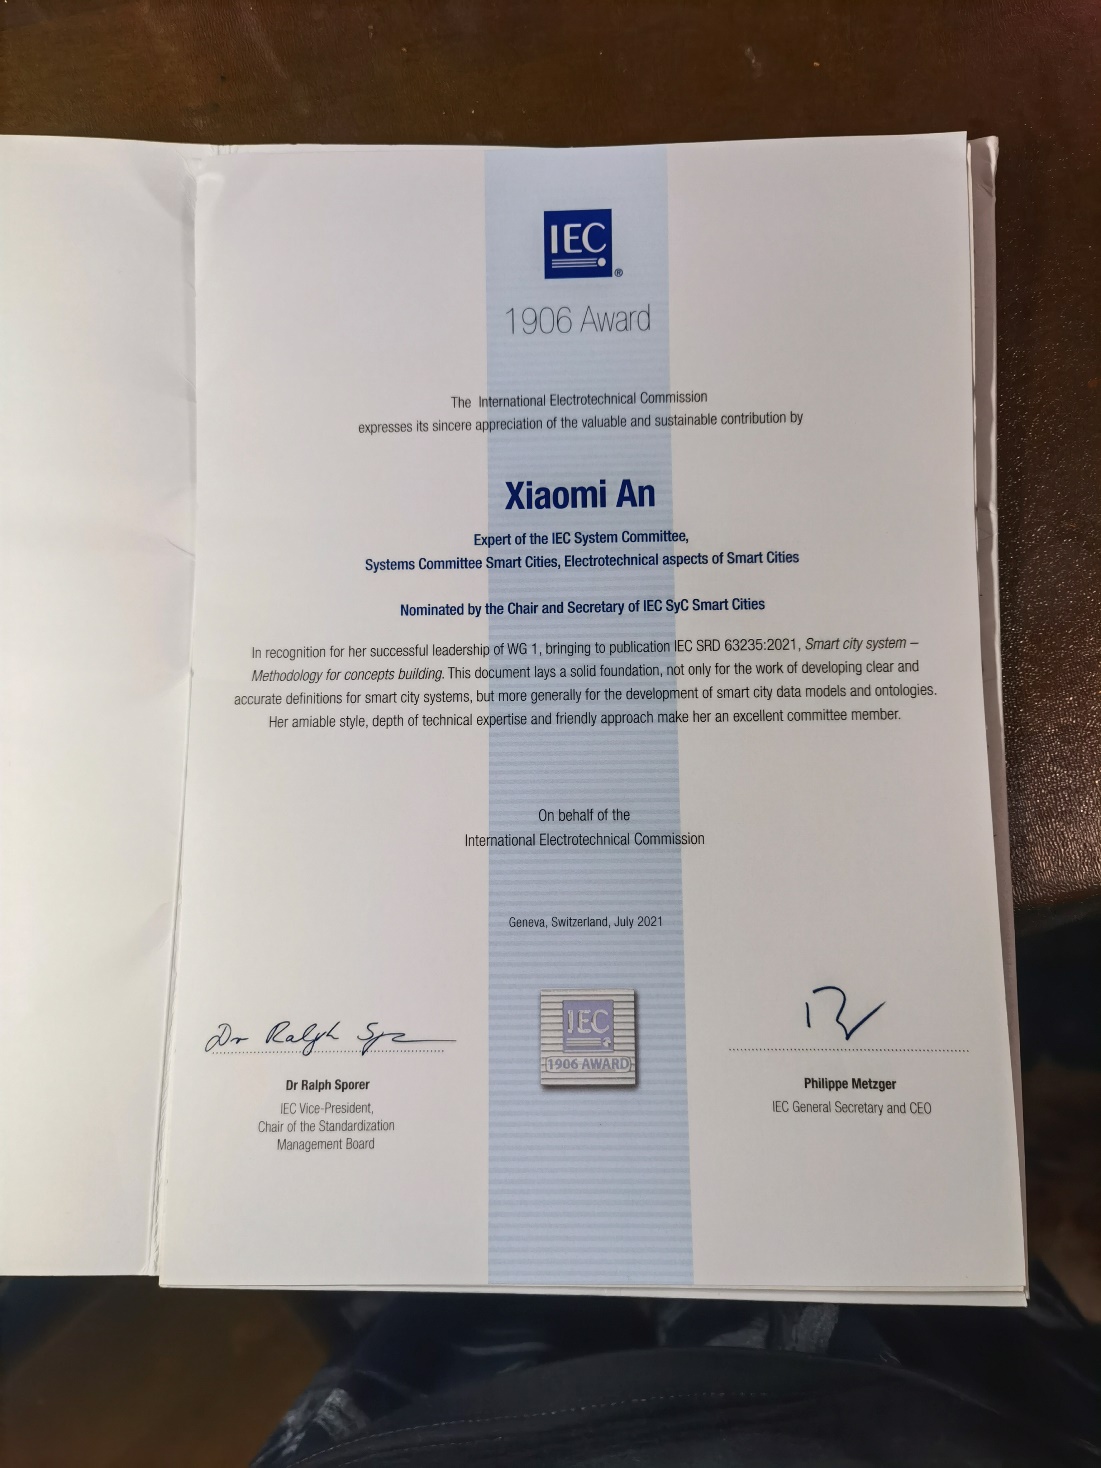 IEC
®
1906 Award
The International Electrotechnical Commission
expresses its sincere appreciation of the valuable and sustainable contribution by
Xiaomi An
Expert of the IEC System Committee,
Systems Committee Smart Cities, Electrotechnical aspects of Smart Cities
Nominated by the Chair and Secretary of IEC SyC Smart Cities
In recognition for her successful leadership of WG 1, bringing to publication IEC SRD 63235:2021, Smart city system –
Methodology for concepts building. This document lays a solid foundation, not only for the work of developing clear and
accurate definitions for smart city systems, but more generally for the development of smart city data models and ontologies.
Her amiable style, depth of technical expertise and friendly approach make her an excellent committee member.
On behalf of the
International Electrotechnical Commission
Geneva, Switzerland, July 2021
Dr Ralph
Dr Ralph Sporer
IEC Vice-President,
Chair of the Standardization
Management Board
IEC
1906 AWARD
Philippe Metzger
IEC General Secretary and CEO